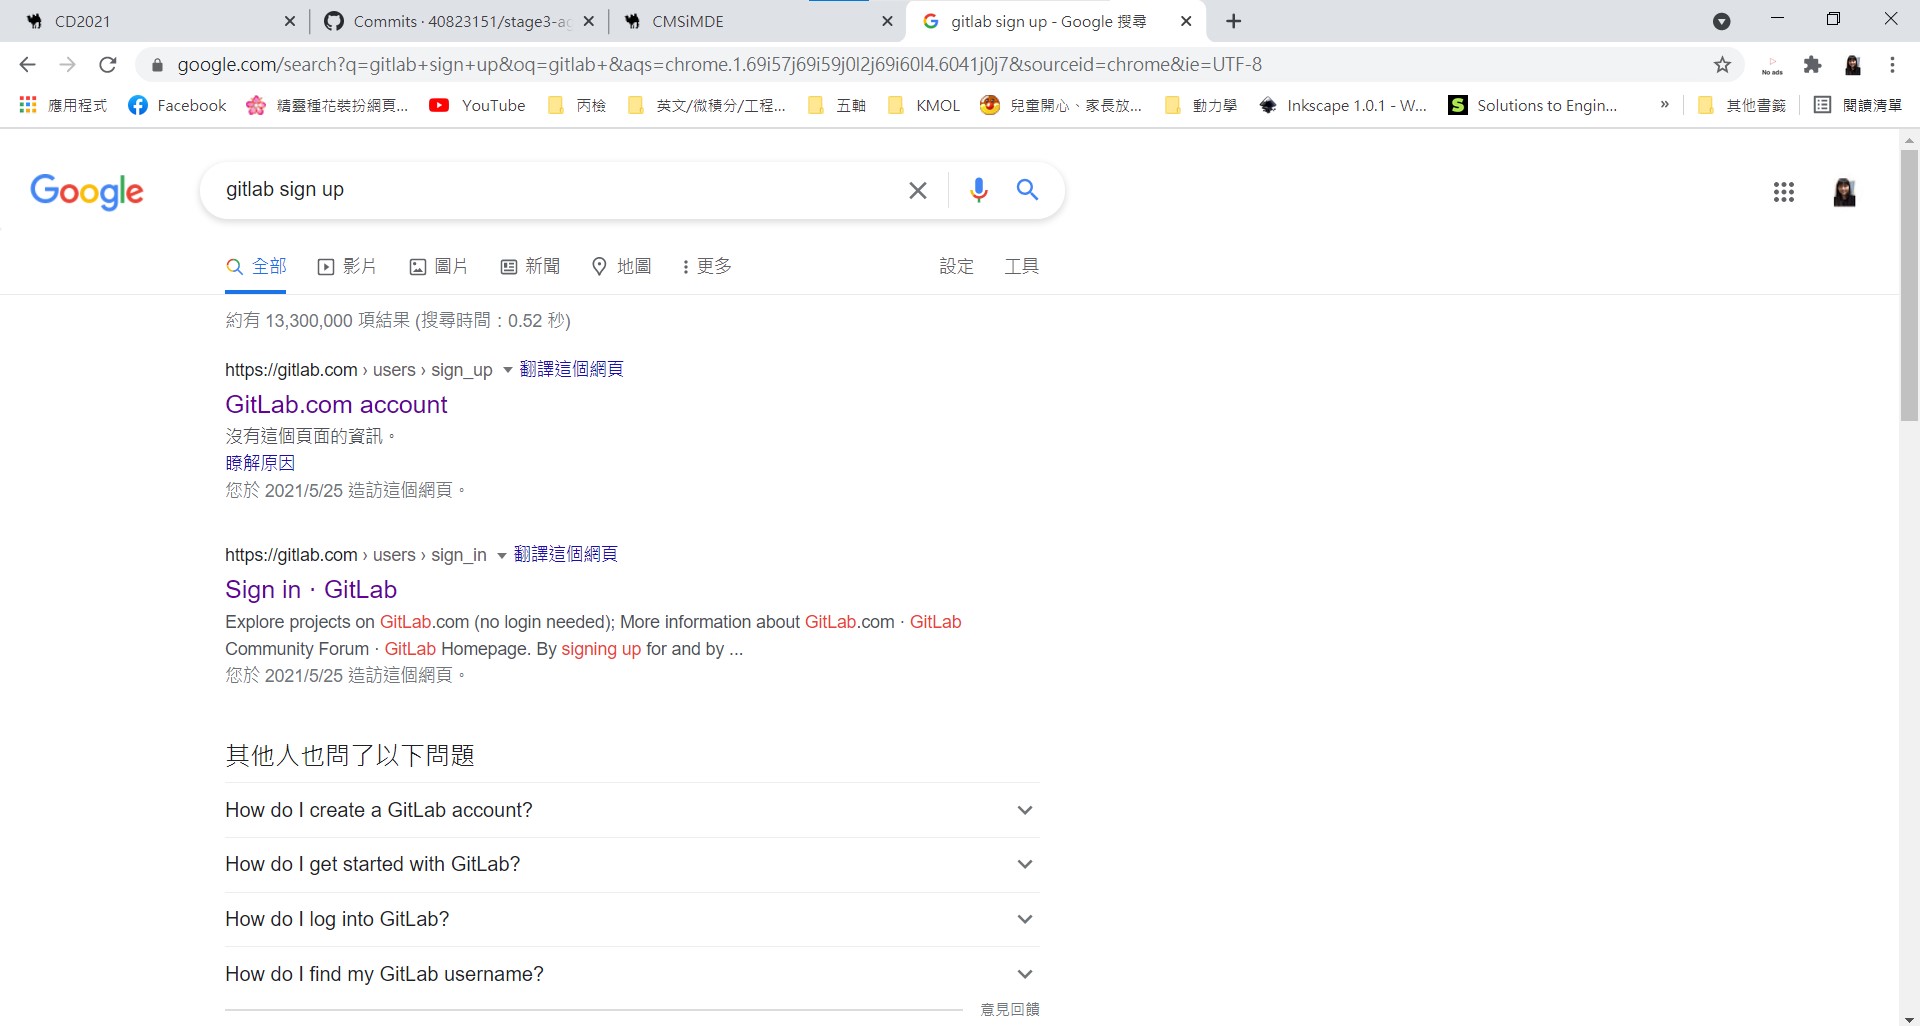 CD2021
Commits · 40823151/stage3-ag
CMSiMDE
gitlab sign up - Google 搜尋
google.com/search?q=gitlab+sign+up&oq=gitlab+&aqs=chrome.1.69i57j69i59j0l2j69i60l4.6041j0j7&sourceid=chrome&ie=UTF-8
No ads
應用程式 Facebook 精靈種花裝扮網頁... YouTube 丙檢 英文/微積分/工程... 五軸 KMOL 兒童開心、家長放... 動力學 Inkscape 1.0.1 - W... Solutions to Engin... » 其他書籤 閱讀清單
Google
gitlab sign up
全部 影片 圖片 新聞 地圖 更多 設定 工具
約有 13,300,000 項結果 (搜尋時間：0.52 秒)
https://gitlab.com › users › sign_up 翻譯這個網頁
GitLab.com account
沒有這個頁面的資訊。
瞭解原因
您於 2021/5/25 造訪這個網頁。
https://gitlab.com › users › sign_in 翻譯這個網頁
Sign in · GitLab
Explore projects on GitLab.com (no login needed); More information about GitLab.com · GitLab
Community Forum · GitLab Homepage. By signing up for and by ...
您於 2021/5/25 造訪這個網頁。
其他人也問了以下問題
How do I create a GitLab account?
How do I get started with GitLab?
How do I log into GitLab?
How do I find my GitLab username?
意見回饋